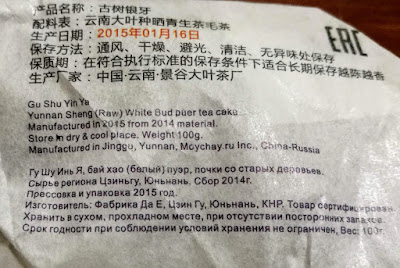 品名：古树银牙
配料表：云南大叶种晒青生茶毛茶
生产日期：2015年01月16日
保存方法：通风、干燥、避光、清洁、无异味处保存
保质期：在符合执行标准的保存条件下适合长期保存越陈越香
生产厂家：中国·云南·景谷大叶茶厂
EAC
Gu Shu Yin Ya
Yunnan Sheng (Raw) White Bud puer tea cake
Manufactured in 2015 from 2014 material.
Store in dry & cool place. Weight 100g.
Manufactured in Jinggu, Yunnan, Moychay.ru Inc., China-Russia
Гу Шу Инь Я, бай хао (белый) пуэр, почки со старых деревьев.
Сырье региона Цзиньгу, Юньнань. Сбор 2014г.
Прессовка и упаковка 2015 год.
Изготовитель: Фабрика Да Е, Цзин Гу, Юньнань, КНР. Товар сертифицирован.
Хранить в сухом, прохладном месте, при отсутствии посторонних запахов.
Срок годности при соблюдении условий хранения не ограничен, Вес: 100г.